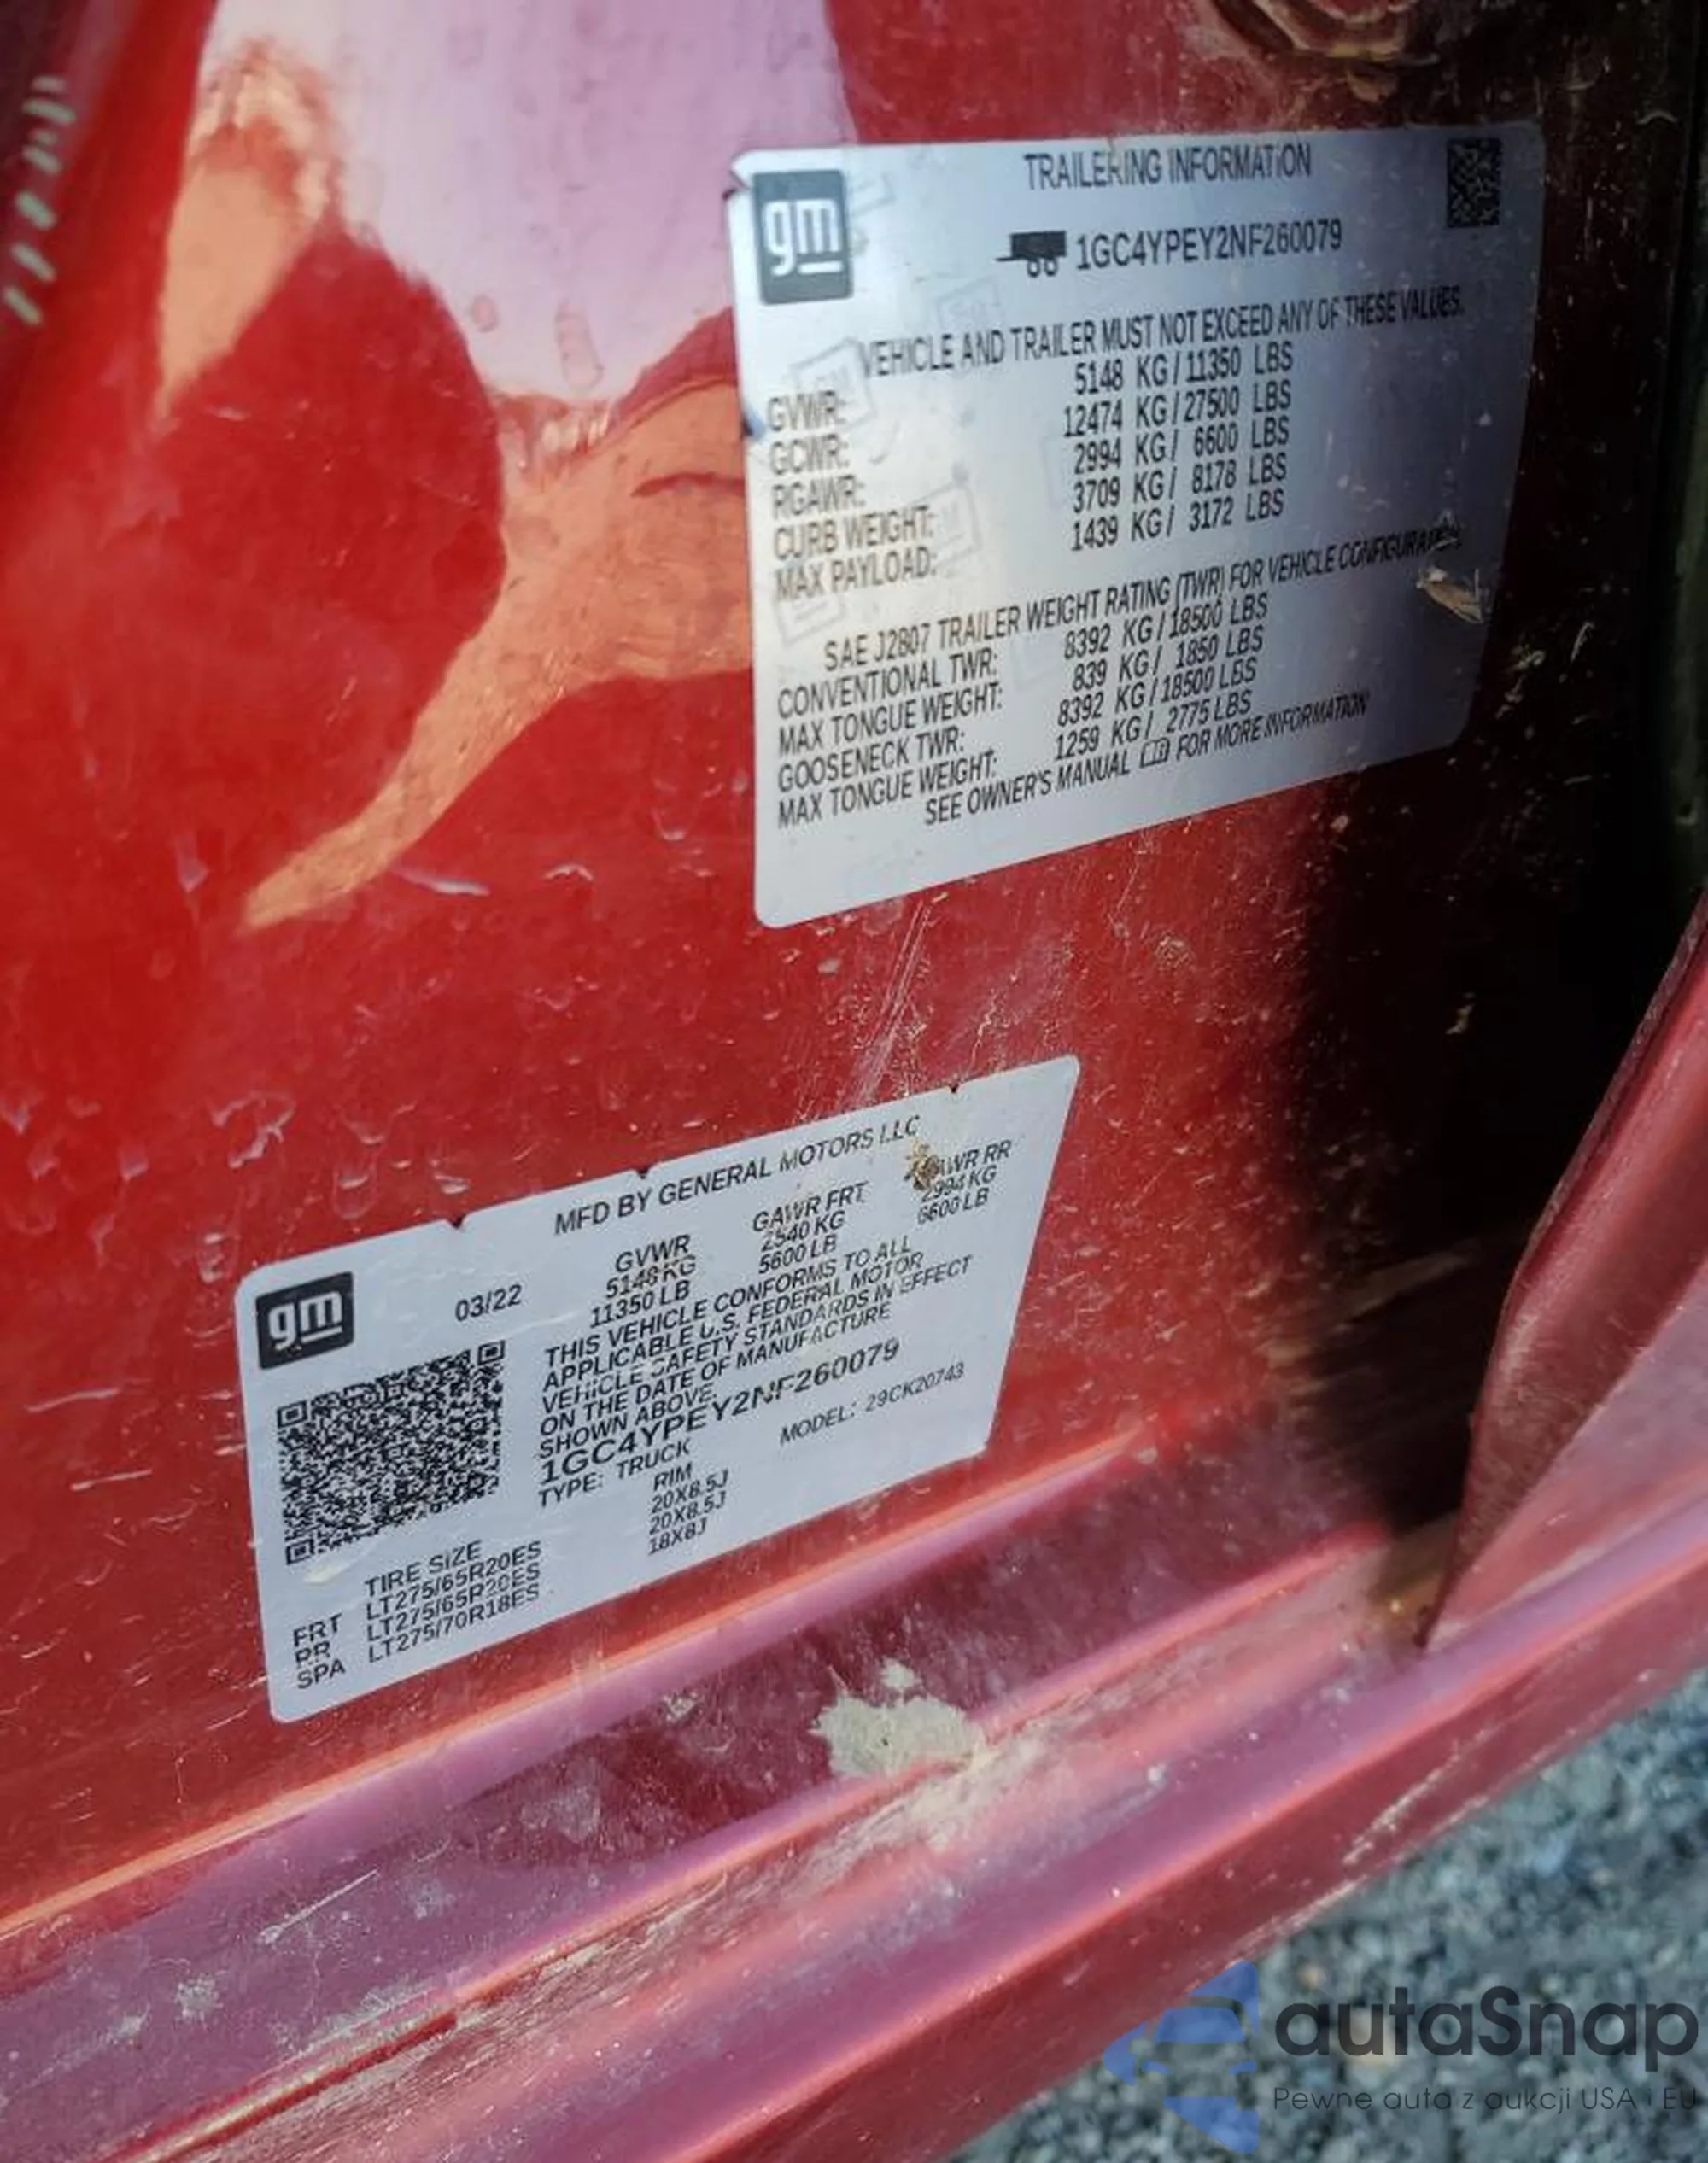 gm
TRAILERING INFORMATION
1GC4YPEY2NF260079
VEHICLE AND TRAILER MUST NOT EXCEED ANY OF THESE VALUES.
GVWR: 5148 KG / 11350 LBS
GCWR: 12474 KG / 27500 LBS
RGAWR: 2994 KG / 6600 LBS
CURB WEIGHT: 3709 KG / 8178 LBS
MAX PAYLOAD: 1439 KG / 3172 LBS
SAE J2807 TRAILER WEIGHT RATING (TWR) FOR VEHICLE CONFIGURATION
CONVENTIONAL TWR: 8392 KG / 18500 LBS
MAX TONGUE WEIGHT: 839 KG / 1850 LBS
GOOSENECK TWR: 8392 KG / 18500 LBS
MAX TONGUE WEIGHT: 1259 KG / 2775 LBS
SEE OWNER'S MANUAL FOR MORE INFORMATION
MFD BY GENERAL MOTORS LLC
gm
03/22
GVWR GAWR FRT GAWR RR
5148 KG 2540 KG 2994 KG
11350 LB 5600 LB 6600 LB
THIS VEHICLE CONFORMS TO ALL
APPLICABLE U.S. FEDERAL MOTOR
VEHICLE SAFETY STANDARDS IN EFFECT
ON THE DATE OF MANUFACTURE
SHOWN ABOVE.
1GC4YPEY2NF260079
TYPE: TRUCK MODEL: 29CK20743
TIRE SIZE RIM
FRT LT275/65R20ES 20X8.5J
RR LT275/65R20ES 20X8.5J
SPA LT275/70R18ES 18X8J
autaSnap
Pewne auta z aukcji USA i EU